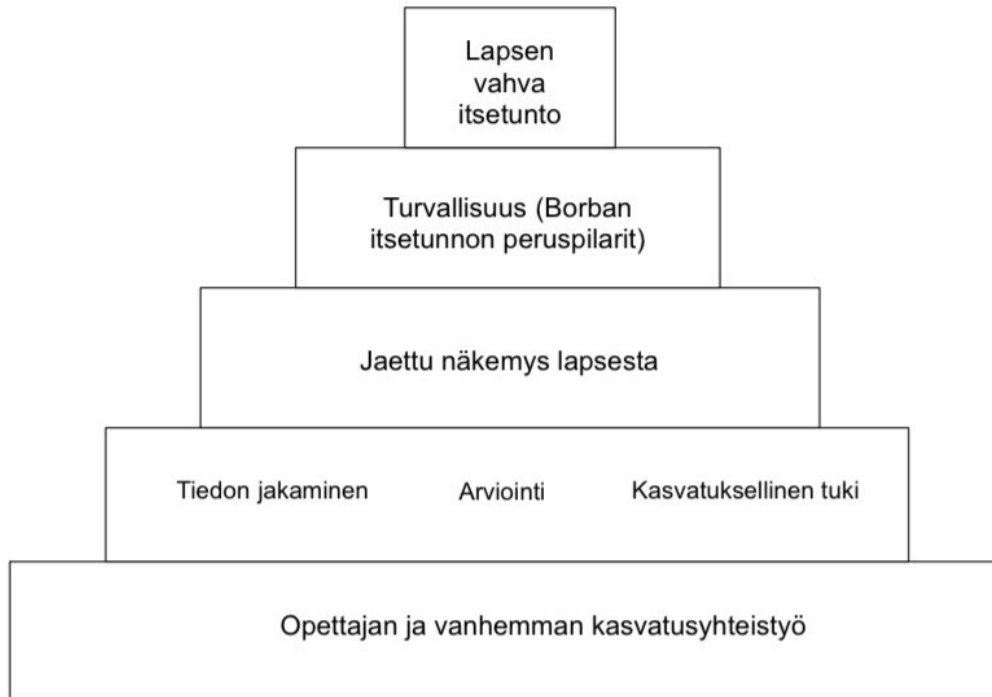 Lapsen
vahva
itsetunto
Turvallisuus (Borban
itsetunnon peruspilarit)
Jaettu näkemys lapsesta
Tiedon jakaminen Arviointi Kasvatuksellinen tuki
Opettajan ja vanhemman kasvatusyhteistyö